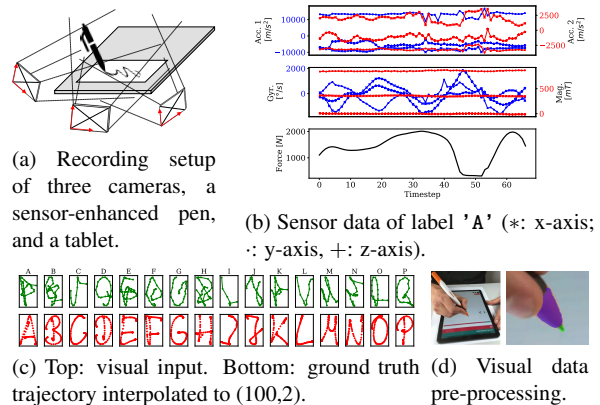 (a) Recording setup
of three cameras, a
sensor-enhanced pen,
and a tablet.
Acc. 1
[m/s²]
10000
0
−10000
2500
0
−2500
Acc. 2
[m/s²]
Gyr.
[°/s]
2000
0
500
0
Mag.
[mT]
Force [N]
2000
1000
0 10 20 30 40 50 60
Timestep
(b) Sensor data of label 'A' (∗: x-axis;
·: y-axis, +: z-axis).
A B C D E F G H I J K L M N O P
A B C D E F G H I J K L M N O P
(c) Top: visual input. Bottom: ground truth
trajectory interpolated to (100,2).
(d) Visual data
pre-processing.